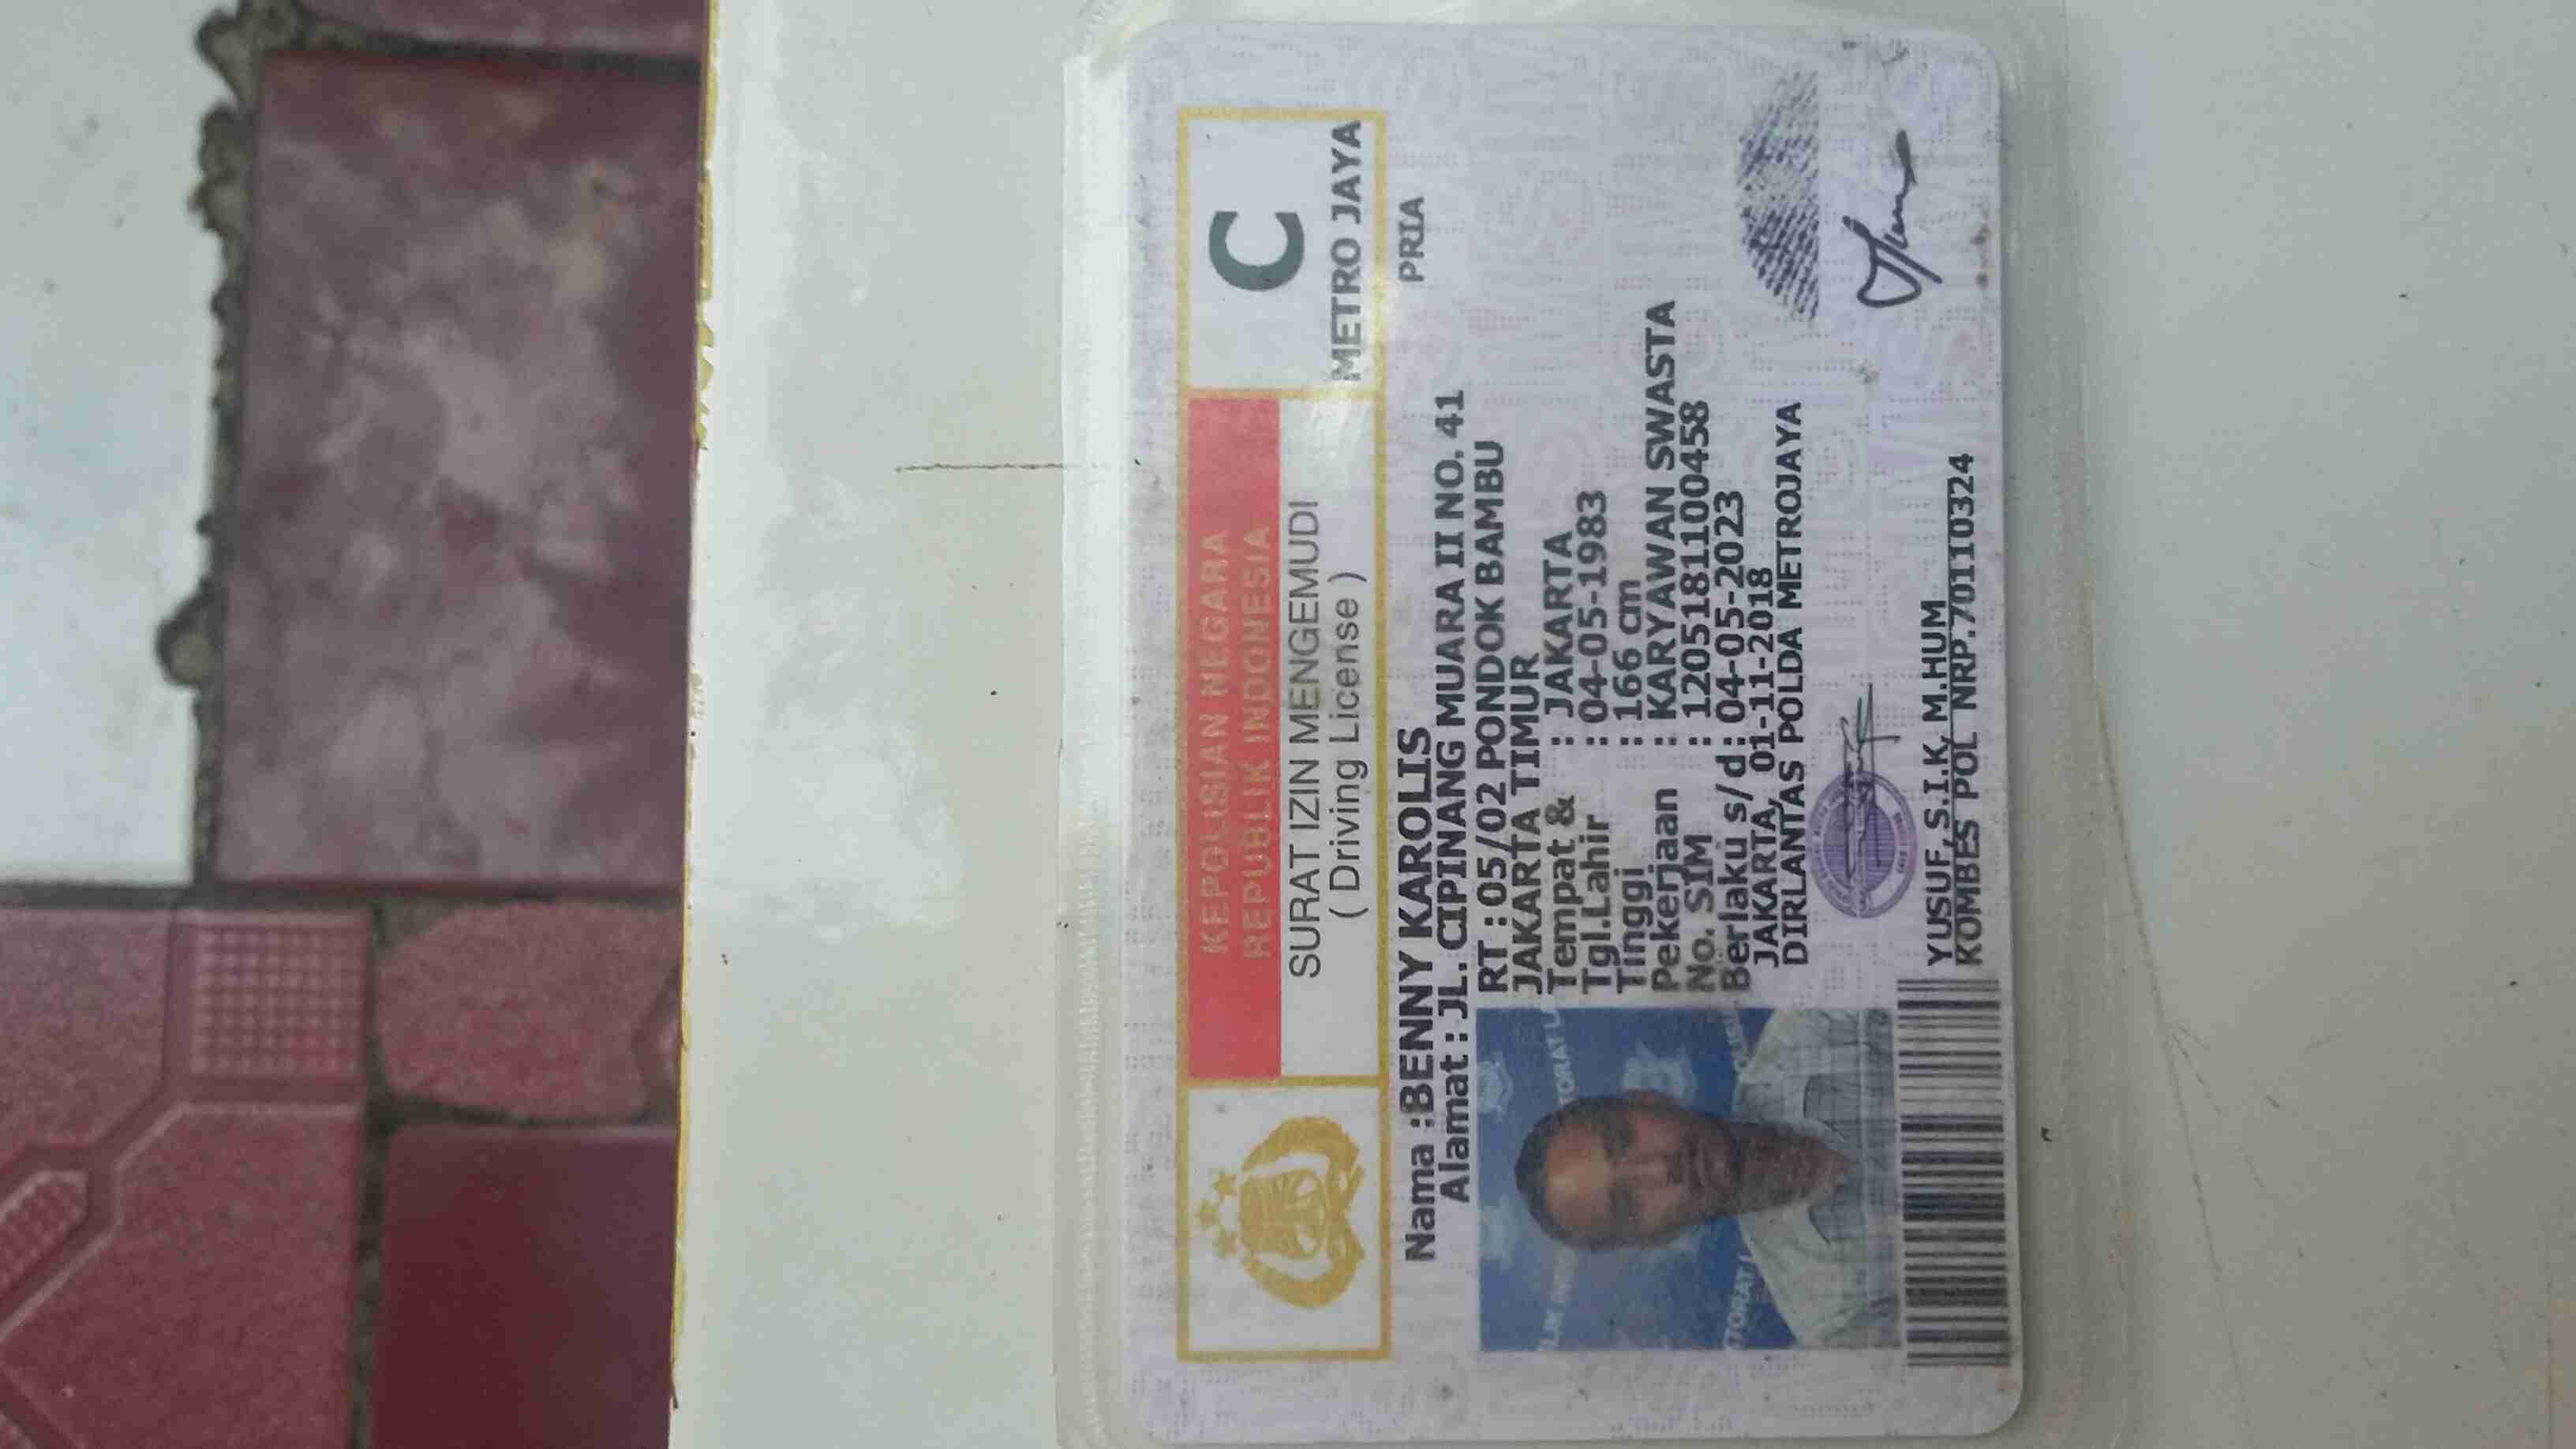 KEPOLISIAN NEGARA
REPUBLIK INDONESIA
SURAT IZIN MENGEMUDI
( Driving License )
C
METRO JAYA
Nama :BENNY KAROLIS
PRIA
Alamat : JL. CIPINANG MUARA II NO. 41
RT : 05/02 PONDOK BAMBU
JAKARTA TIMUR
Tempat & : JAKARTA
Tgl.Lahir : 04-05-1983
Tinggi : 166 cm
Pekerjaan : KARYAWAN SWASTA
No. SIM : 1205181100458
Berlaku s/d : 04-05-2023
JAKARTA, 01-11-2018
DIRLANTAS POLDA METROJAYA
YUSUF,S.I.K, M.HUM
KOMBES POL NRP.70110324